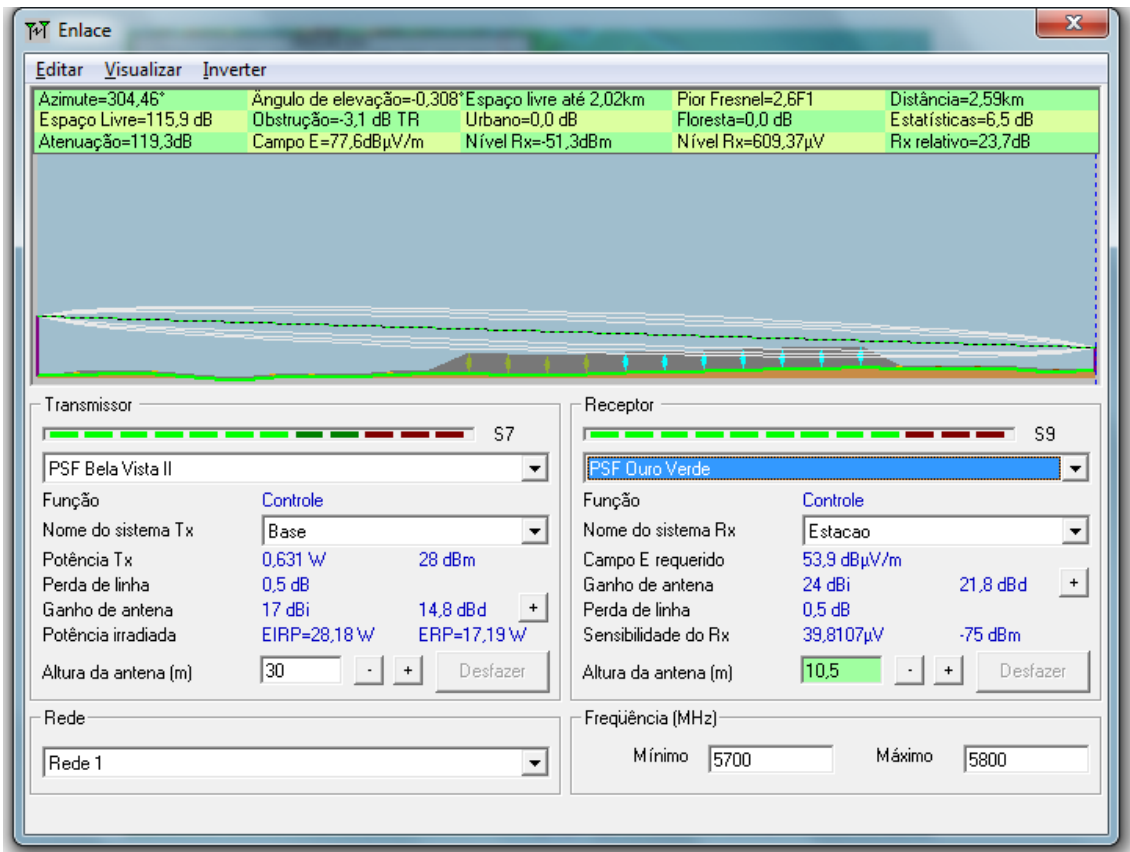 Enlace
Editar Visualizar Inverter
Azimute=304,46° Ângulo de elevação=-0,308° Espaço livre até 2,02km Pior Fresnel=2,6F1 Distância=2,59km
Espaço Livre=115,9 dB Obstrução=-3,1 dB TR Urbano=0,0 dB Floresta=0,0 dB Estatísticas=6,5 dB
Atenuação=119,3dB Campo E=77,6dBµV/m Nível Rx=-51,3dBm Nível Rx=609,37µV Rx relativo=23,7dB
Transmissor
S7
PSF Bela Vista II
Função Controle
Nome do sistema Tx Base
Potência Tx 0,631 W 28 dBm
Perda de linha 0,5 dB
Ganho de antena 17 dBi 14,8 dBd +
Potência irradiada EIRP=28,18 W ERP=17,19 W
Altura da antena (m) 30 - + Desfazer
Receptor
S9
PSF Ouro Verde
Função Controle
Nome do sistema Rx Estacao
Campo E requerido 53,9 dBµV/m
Ganho de antena 24 dBi 21,8 dBd +
Perda de linha 0,5 dB
Sensibilidade do Rx 39,8107µV -75 dBm
Altura da antena (m) 10,5 - + Desfazer
Rede
Rede 1
Freqüência (MHz)
Mínimo 5700 Máximo 5800